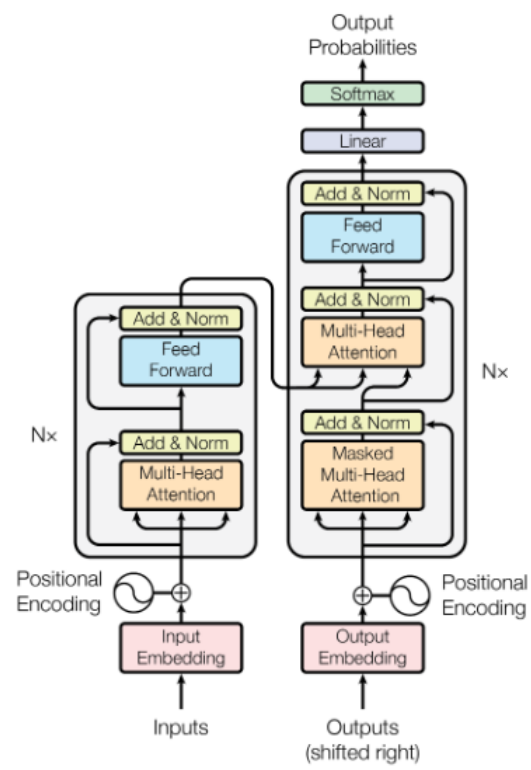 Output
Probabilities
Softmax
Linear
Add & Norm
Feed
Forward
Add & Norm
Multi-Head
Attention
Add & Norm
Masked
Multi-Head
Attention
N×
Add & Norm
Feed
Forward
Add & Norm
Multi-Head
Attention
N×
Positional
Encoding
Positional
Encoding
Input
Embedding
Output
Embedding
Inputs
Outputs
(shifted right)